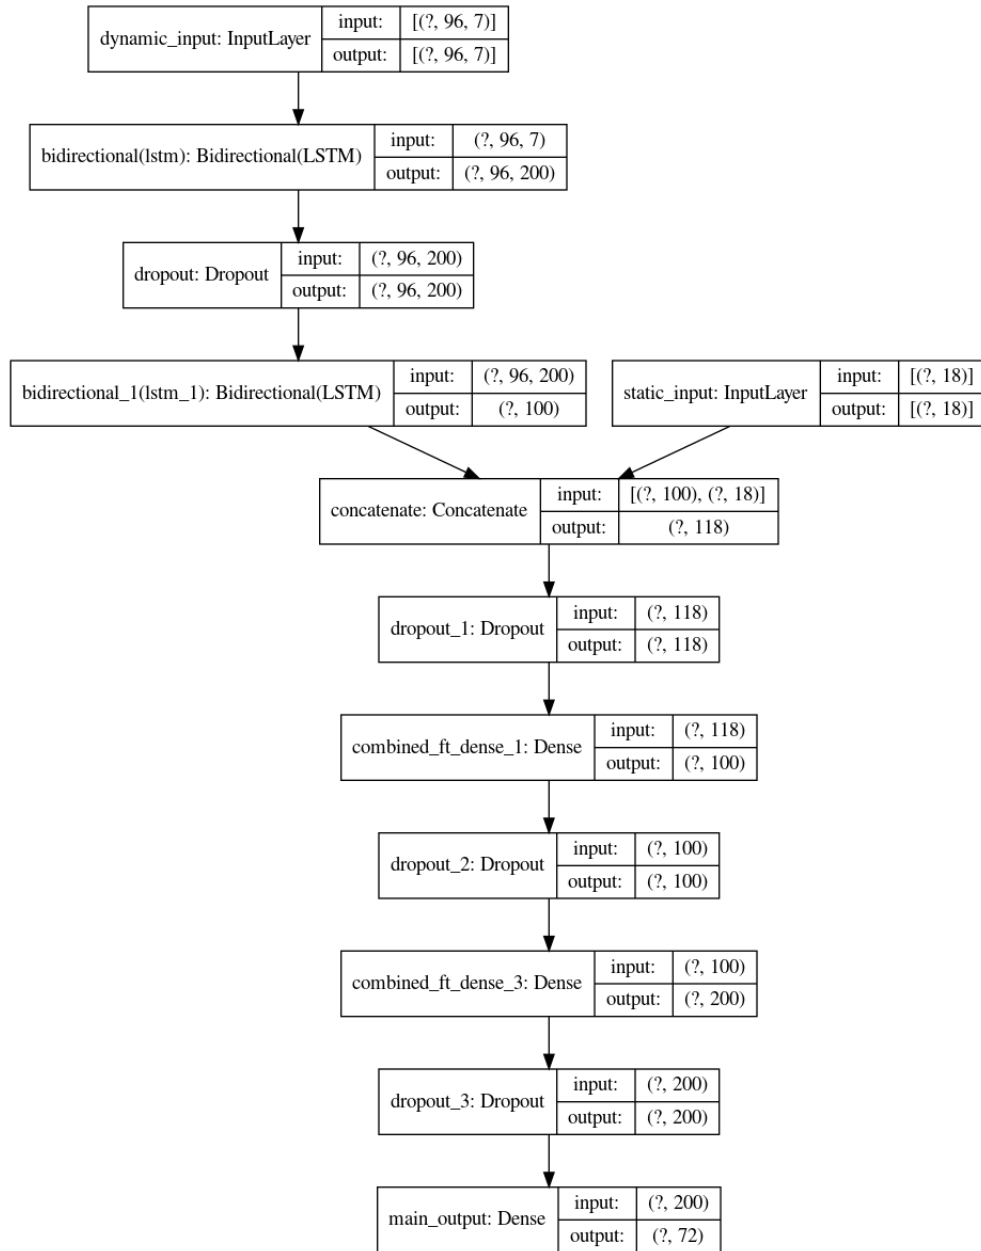 dynamic_input: InputLayer
input: [(?, 96, 7)]
output: [(?, 96, 7)]
bidirectional(lstm): Bidirectional(LSTM)
input: (?, 96, 7)
output: (?, 96, 200)
dropout: Dropout
input: (?, 96, 200)
output: (?, 96, 200)
bidirectional_1(lstm_1): Bidirectional(LSTM)
input: (?, 96, 200)
output: (?, 100)
static_input: InputLayer
input: [(?, 18)]
output: [(?, 18)]
concatenate: Concatenate
input: [(?, 100), (?, 18)]
output: (?, 118)
dropout_1: Dropout
input: (?, 118)
output: (?, 118)
combined_ft_dense_1: Dense
input: (?, 118)
output: (?, 100)
dropout_2: Dropout
input: (?, 100)
output: (?, 100)
combined_ft_dense_3: Dense
input: (?, 100)
output: (?, 200)
dropout_3: Dropout
input: (?, 200)
output: (?, 200)
main_output: Dense
input: (?, 200)
output: (?, 72)